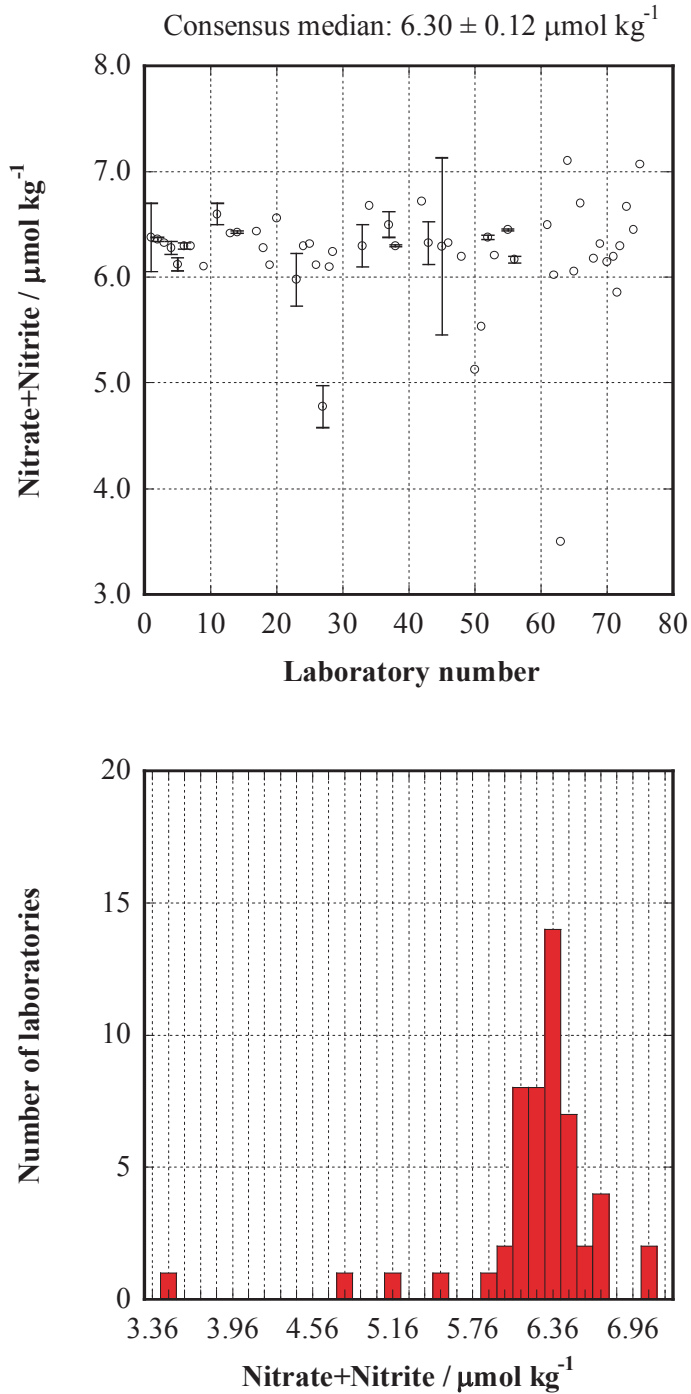 Consensus median: 6.30 ± 0.12 μmol kg⁻¹
8.0
7.0
6.0
5.0
4.0
3.0
Nitrate+Nitrite / μmol kg⁻¹
0 10 20 30 40 50 60 70 80
Laboratory number
20
15
10
5
0
Number of laboratories
3.36 3.96 4.56 5.16 5.76 6.36 6.96
Nitrate+Nitrite / μmol kg⁻¹